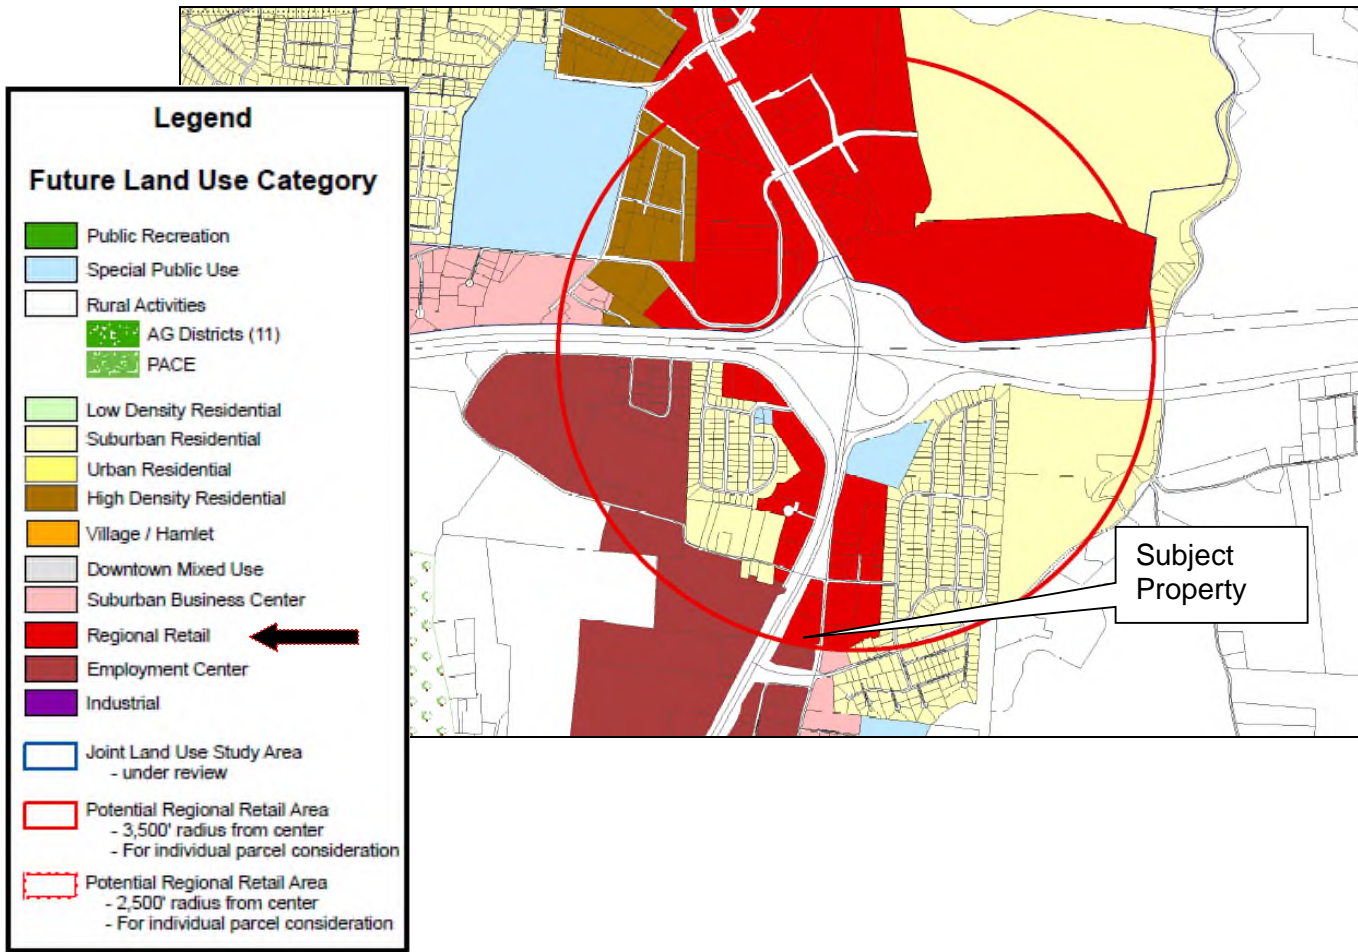 Legend
Future Land Use Category
Public Recreation
Special Public Use
Rural Activities
AG Districts (11)
PACE
Low Density Residential
Suburban Residential
Urban Residential
High Density Residential
Village / Hamlet
Downtown Mixed Use
Suburban Business Center
Regional Retail
Employment Center
Industrial
Joint Land Use Study Area
- under review
Potential Regional Retail Area
- 3,500' radius from center
- For individual parcel consideration
Potential Regional Retail Area
- 2,500' radius from center
- For individual parcel consideration
Subject
Property